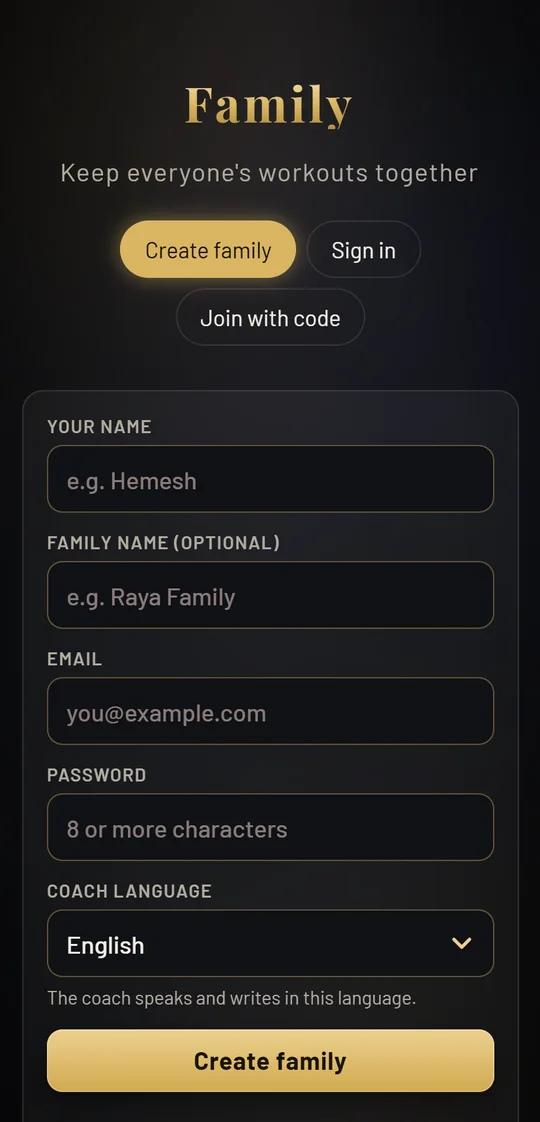 Family
Keep everyone's workouts together
Create family
Sign in
Join with code
YOUR NAME
e.g. Hemesh
FAMILY NAME (OPTIONAL)
e.g. Raya Family
EMAIL
you@example.com
PASSWORD
8 or more characters
COACH LANGUAGE
English
The coach speaks and writes in this language.
Create family